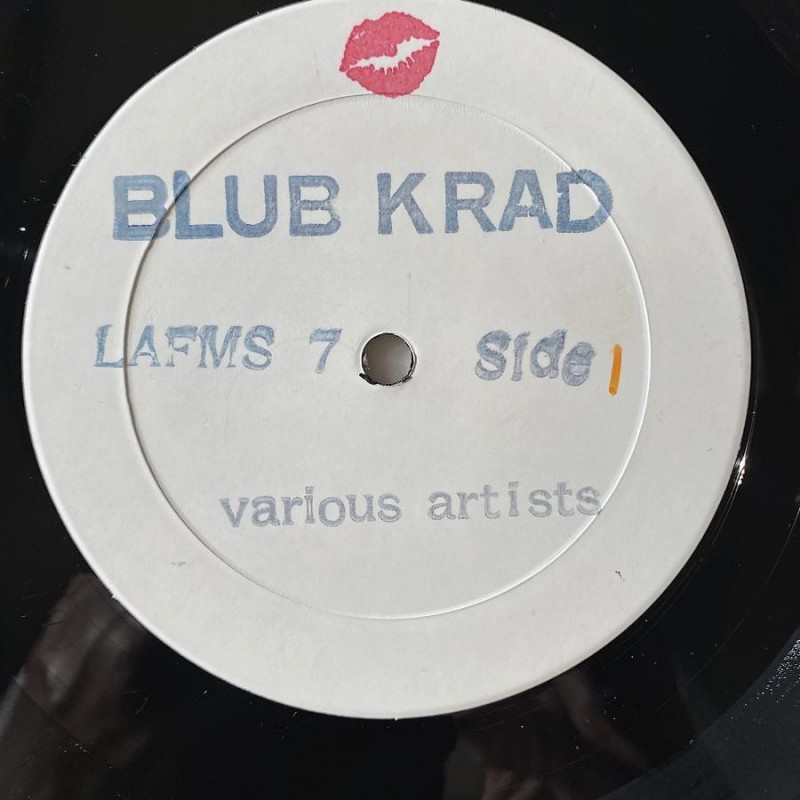 BLUB KRAD
LAFMS 7 Side 1
various artists